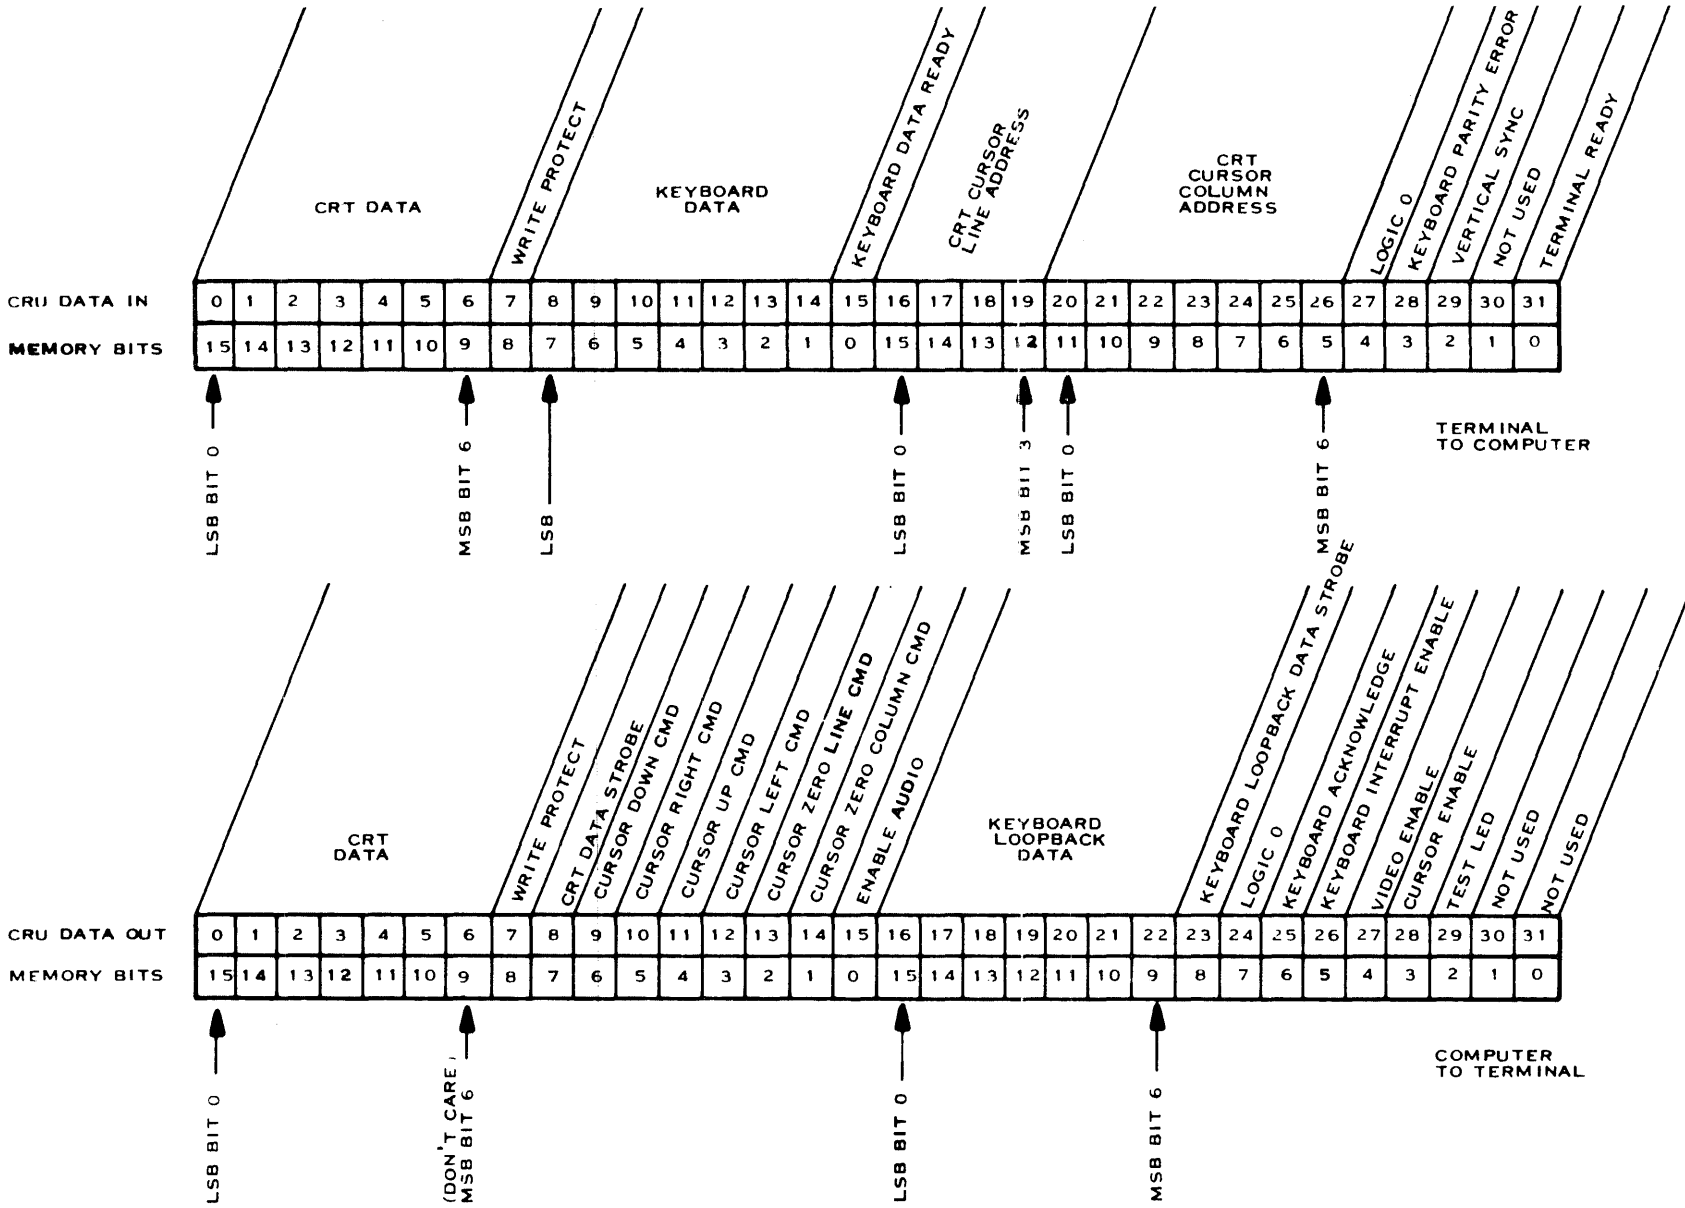 CRT DATA
WRITE PROTECT
KEYBOARD
DATA
KEYBOARD DATA READY
CRT CURSOR
LINE ADDRESS
CRT
CURSOR
COLUMN
ADDRESS
LOGIC 0
KEYBOARD PARITY ERROR
VERTICAL SYNC
NOT USED
TERMINAL READY
CRU DATA IN 0 1 2 3 4 5 6 7 8 9 10 11 12 13 14 15 16 17 18 19 20 21 22 23 24 25 26 27 28 29 30 31
MEMORY BITS 15 14 13 12 11 10 9 8 7 6 5 4 3 2 1 0 15 14 13 12 11 10 9 8 7 6 5 4 3 2 1 0
LSB BIT 0
MSB BIT 6
LSB
LSB BIT 0
MSB BIT 3
LSB BIT 0
MSB BIT 6
TERMINAL
TO COMPUTER
CRT
DATA
WRITE PROTECT
CRT DATA STROBE
CURSOR DOWN CMD
CURSOR RIGHT CMD
CURSOR UP CMD
CURSOR LEFT CMD
CURSOR ZERO LINE CMD
CURSOR ZERO COLUMN CMD
ENABLE AUDIO
KEYBOARD
LOOPBACK
DATA
KEYBOARD LOOPBACK DATA STROBE
LOGIC 0
KEYBOARD ACKNOWLEDGE
KEYBOARD INTERRUPT ENABLE
VIDEO ENABLE
CURSOR ENABLE
TEST LED
NOT USED
NOT USED
CRU DATA OUT 0 1 2 3 4 5 6 7 8 9 10 11 12 13 14 15 16 17 18 19 20 21 22 23 24 25 26 27 28 29 30 31
MEMORY BITS 15 14 13 12 11 10 9 8 7 6 5 4 3 2 1 0 15 14 13 12 11 10 9 8 7 6 5 4 3 2 1 0
LSB BIT 0
(DON'T CARE)
MSB BIT 6
LSB BIT 0
MSB BIT 6
COMPUTER
TO TERMINAL